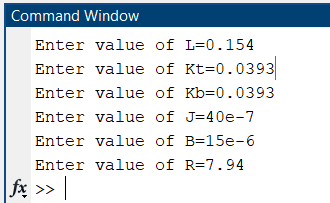 Command Window
Enter value of L=0.154
Enter value of Kt=0.0393
Enter value of Kb=0.0393
Enter value of J=40e-7
Enter value of B=15e-6
Enter value of R=7.94
fx >>